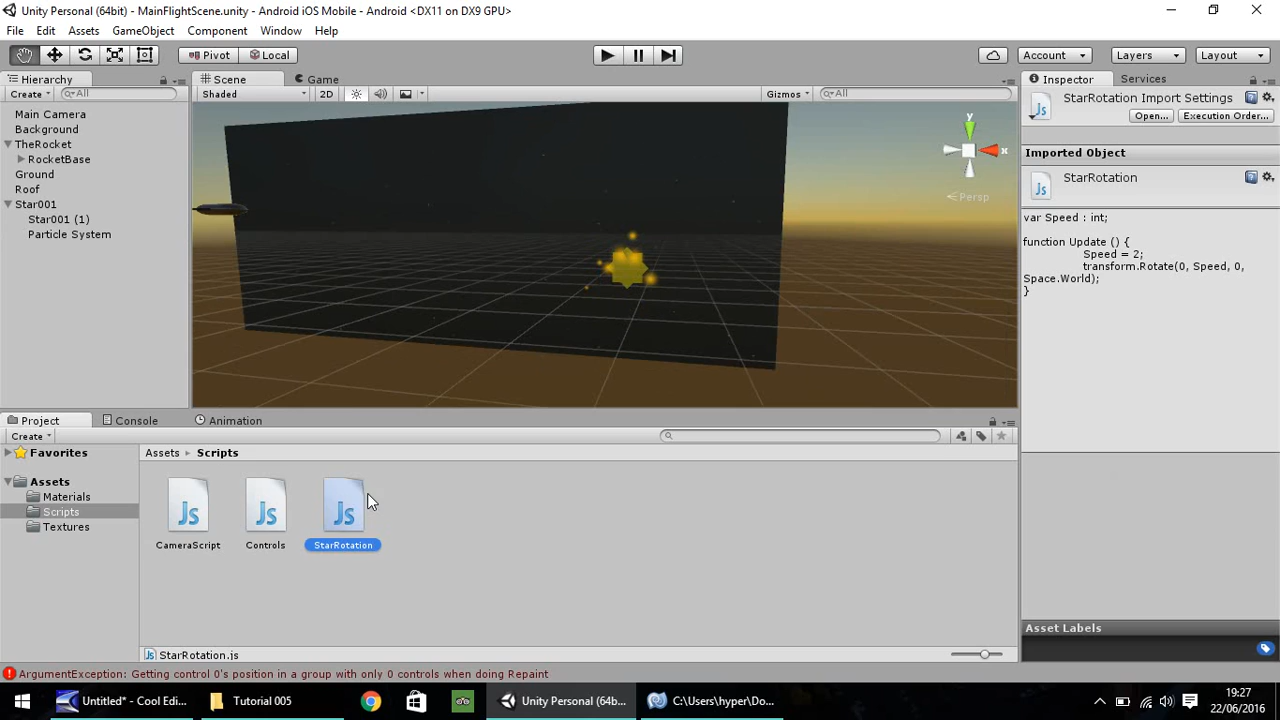 Unity Personal (64bit) - MainFlightScene.unity - Android iOS Mobile - Android <DX11 on DX9 GPU>
File Edit Assets GameObject Component Window Help
Pivot Local Account Layers Layout
Hierarchy Scene Game Inspector Services
Create All Shaded 2D Gizmos All
StarRotation Import Settings
Open... Execution Order...
Main Camera
Background
TheRocket
RocketBase
Ground
Roof
Star001
Star001 (1)
Particle System
y
x
Persp
Imported Object
Js
StarRotation
var Speed : int;
function Update () {
Speed = 2;
transform.Rotate(0, Speed, 0,
Space.World);
}
Project Console Animation
Create
Favorites
Assets
Materials
Scripts
Textures
Assets Scripts
Js Js Js
CameraScript Controls StarRotation
StarRotation.js
Asset Labels
ArgumentException: Getting control 0's position in a group with only 0 controls when doing Repaint
Untitled* - Cool Edi... Tutorial 005 Unity Personal (64b... C:\Users\hyper\Do...
19:27
22/06/2016